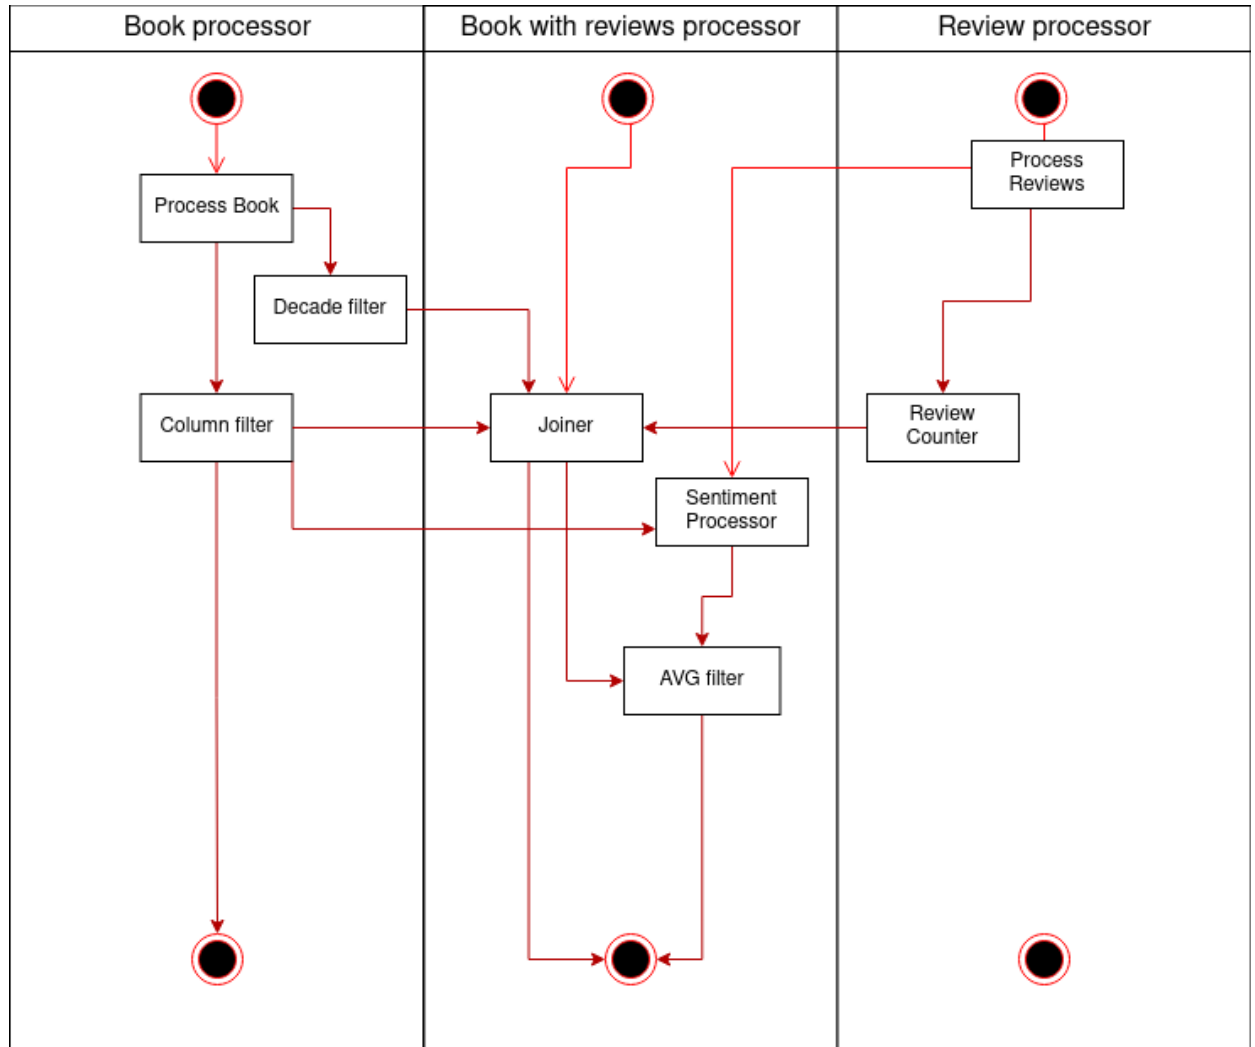 Book processor
Book with reviews processor
Review processor
Process
Reviews
Process Book
Decade filter
Column filter
Joiner
Review
Counter
Sentiment
Processor
AVG filter